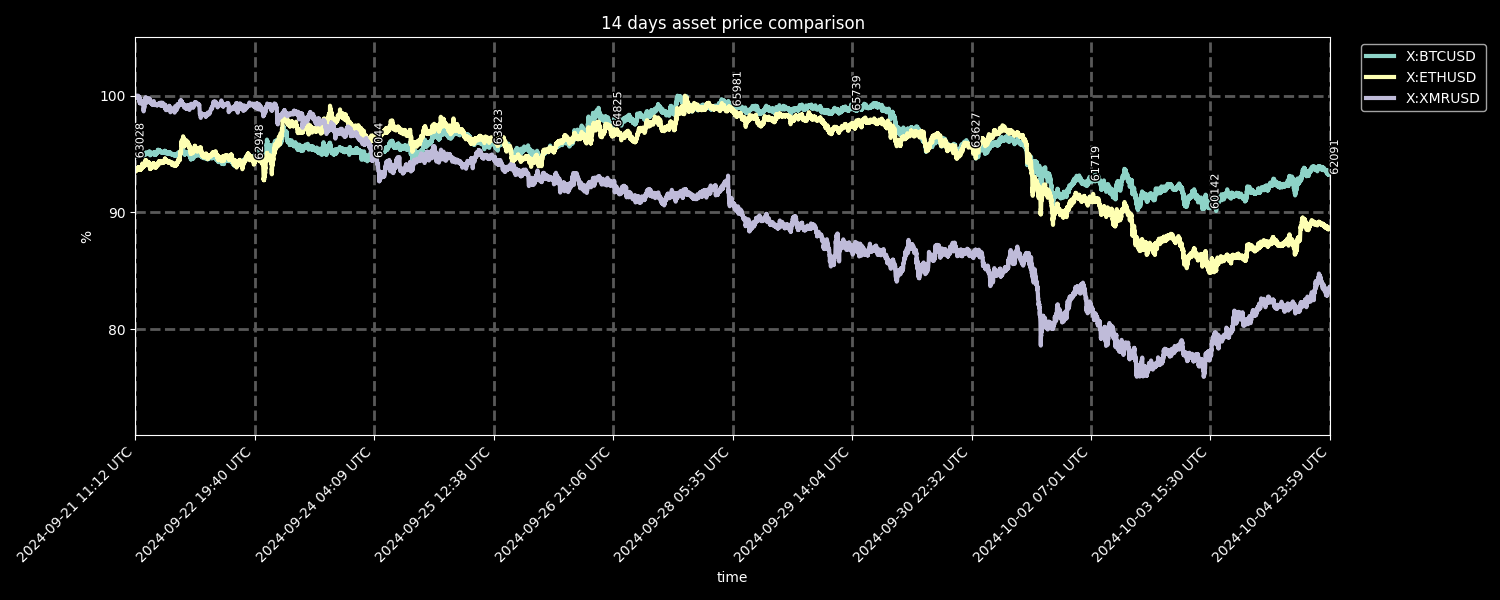 14 days asset price comparison
X:BTCUSD
X:ETHUSD
X:XMRUSD
100
90
80
%
63028
62948
63044
63823
64825
65981
65739
63627
61719
60142
62091
2024-09-21 11:12 UTC
2024-09-22 19:40 UTC
2024-09-24 04:09 UTC
2024-09-25 12:38 UTC
2024-09-26 21:06 UTC
2024-09-28 05:35 UTC
2024-09-29 14:04 UTC
2024-09-30 22:32 UTC
2024-10-02 07:01 UTC
2024-10-03 15:30 UTC
2024-10-04 23:59 UTC
time